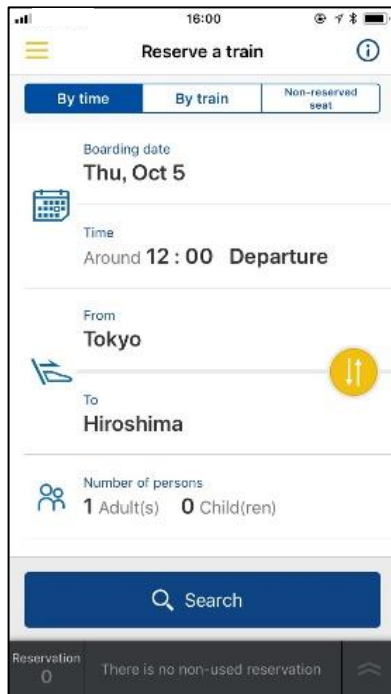 16:00
Reserve a train
By time
By train
Non-reserved
seat
Boarding date
Thu, Oct 5
Time
Around 12 : 00 Departure
From
Tokyo
To
Hiroshima
Number of persons
1 Adult(s) 0 Child(ren)
Search
Reservation
0
There is no non-used reservation